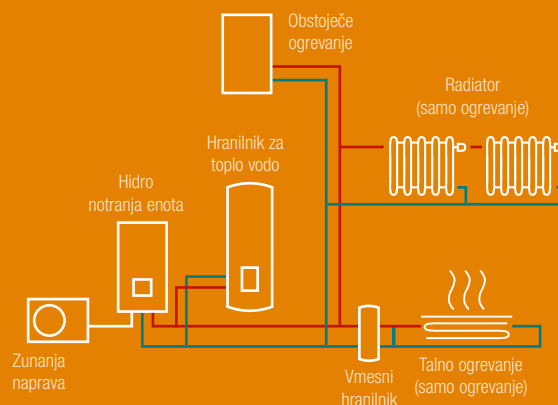 Obstoječe
ogrevanje
Radiator
(samo ogrevanje)
Hranilnik za
toplo vodo
Hidro
notranja enota
Zunanja
naprava
Vmesni
hranilnik
Talno ogrevanje
(samo ogrevanje)